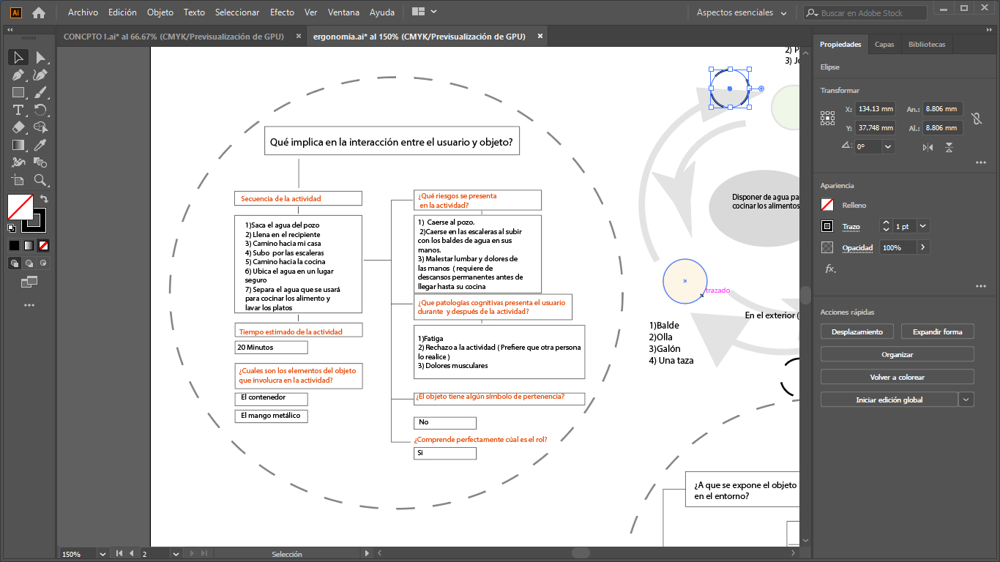 Ai
Archivo Edición Objeto Texto Seleccionar Efecto Ver Ventana Ayuda
Aspectos esenciales
Buscar en Adobe Stock
CONCPTO I.ai* al 66.67% (CMYK/Previsualización de GPU)
ergonomia.ai* al 150% (CMYK/Previsualización de GPU)
Qué implica en la interacción entre el usuario y objeto?
Secuencia de la actividad
1)Saca el agua del pozo
2) Llena en el recipiente
3) Camino hacia mi casa
4) Subo por las escaleras
5) Camino hacia la cocina
6) Ubica el agua en un lugar
seguro
7) Separa el agua que se usará
para cocinar los alimento y
lavar los platos
Tiempo estimado de la actividad
20 Minutos
¿Cuales son los elementos del objeto
que involucra en la actividad?
El contenedor
El mango metálico
¿Qué riesgos se presenta
en la actividad?
1) Caerse al pozo.
2)Caerse en las escaleras al subir
con los baldes de agua en sus
manos.
3) Malestar lumbar y dolores de
las manos ( requiere de
descansos permanentes antes de
llegar hasta su cocina
¿Que patologías cognitivas presenta el usuario
durante y después de la actividad?
1)Fatiga
2) Rechazo a la actividad ( Prefiere que otra persona
lo realice )
3) Dolores musculares
¿El objeto tiene algún símbolo de pertenencia?
No
¿Comprende perfectamente cúal es el rol?
Si
2) P
3) Jo
Disponer de agua pa
cocinar los alimentos
trazado
1)Balde
2)Olla
3)Galón
4) Una taza
En el exterior (
¿A que se expone el objeto
en el entorno?
Propiedades Capas Bibliotecas
Elipse
Transformar
X: 134.13 mm An.: 8.806 mm
Y: 37.748 mm Al.: 8.806 mm
0°
Apariencia
Relleno
Trazo 1 pt
Opacidad 100%
fx.
Acciones rápidas
Desplazamiento Expandir forma
Organizar
Volver a colorear
Iniciar edición global
150% 2 Selección